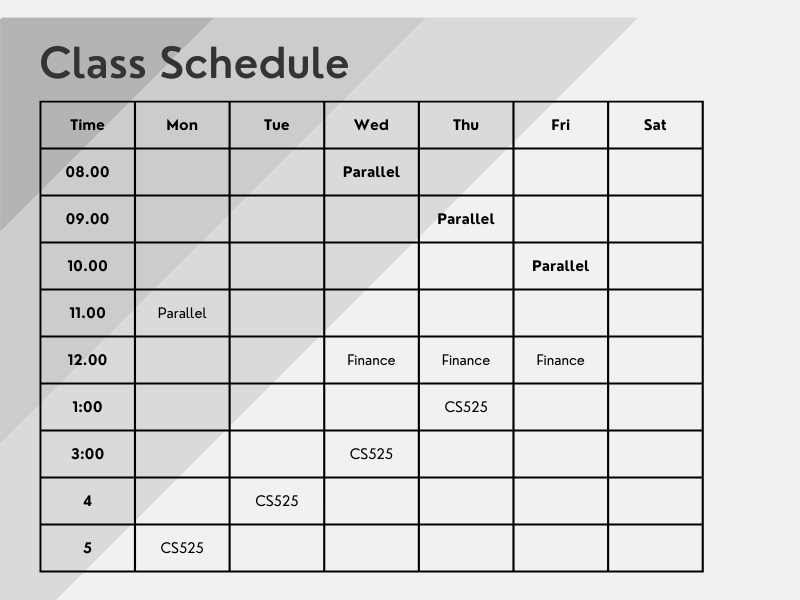 Class Schedule
Time Mon Tue Wed Thu Fri Sat
08.00 Parallel
09.00 Parallel
10.00 Parallel
11.00 Parallel
12.00 Finance Finance Finance
1:00 CS525
3:00 CS525
4 CS525
5 CS525